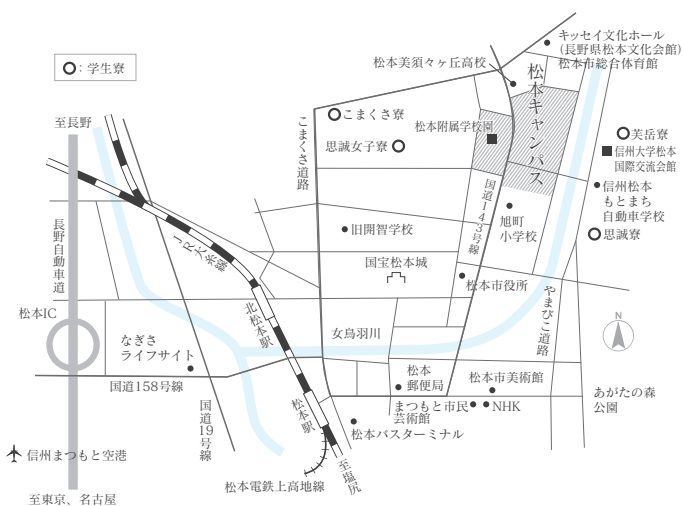 キッセイ文化ホール
(長野県松本文化会館)
松本市総合体育館
：学生寮
松本美須々ヶ丘高校
松本キャンパス
至長野
こまくさ寮
こまくさ道路
松本附属学校園
思誠女子寮
芙岳寮
信州大学松本
国際交流会館
信州松本
もとまち
自動車学校
国道143号線
旭町
小学校
思誠寮
長野自動車道
JR大糸線
旧開智学校
国宝松本城
松本市役所
やまびこ道路
N
松本IC
北松本駅
女鳥羽川
なぎさ
ライフサイト
国道158号線
松本
郵便局
松本市美術館
あがたの森
公園
国道19号線
松本駅
まつもと市民
芸術館
NHK
松本バスターミナル
信州まつもと空港
至塩尻
松本電鉄上高地線
至東京、名古屋